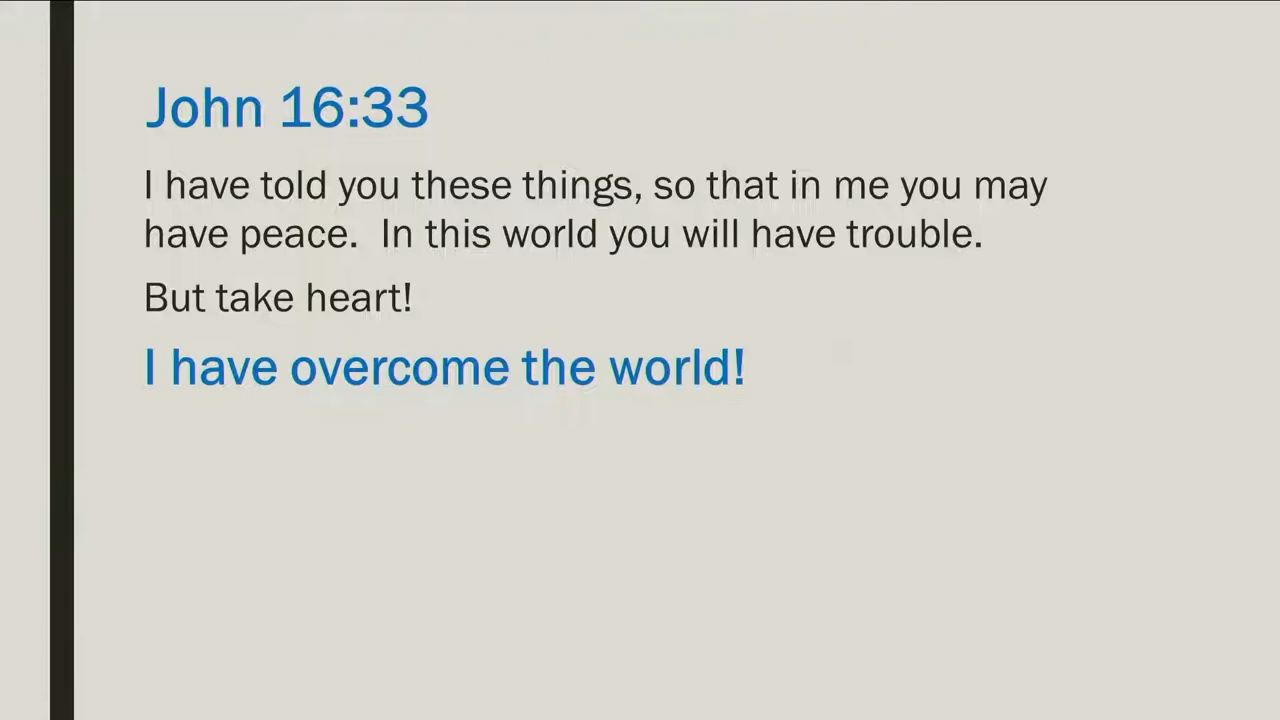 John 16:33
I have told you these things, so that in me you may
have peace.  In this world you will have trouble.
But take heart!
I have overcome the world!